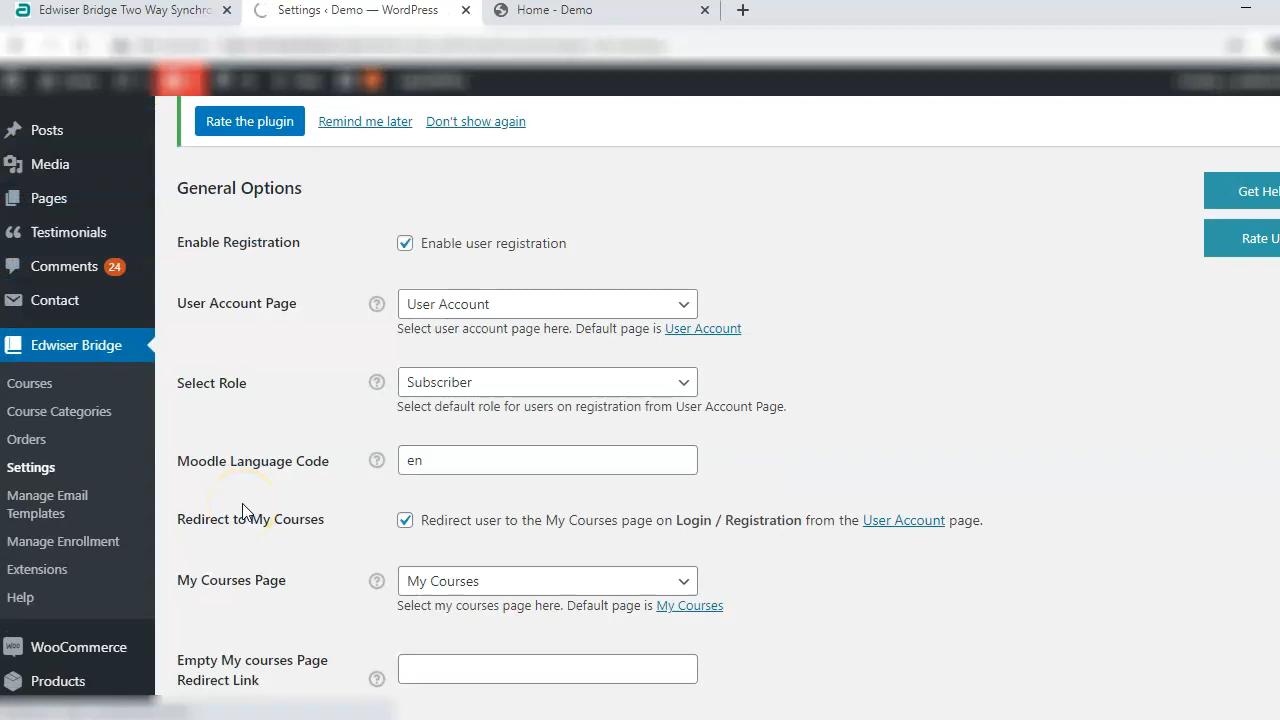 Edwiser Bridge Two Way Synchro
Settings ‹ Demo — WordPress
Home - Demo
Posts
Media
Pages
Testimonials
Comments 24
Contact
Edwiser Bridge
Courses
Course Categories
Orders
Settings
Manage Email
Templates
Manage Enrollment
Extensions
Help
WooCommerce
Products
Rate the plugin Remind me later Don't show again
General Options
Get Hel
Rate U
Enable Registration
Enable user registration
User Account Page
User Account
Select user account page here. Default page is User Account
Select Role
Subscriber
Select default role for users on registration from User Account Page.
Moodle Language Code
en
Redirect to My Courses
Redirect user to the My Courses page on Login / Registration from the User Account page.
My Courses Page
My Courses
Select my courses page here. Default page is My Courses
Empty My courses Page
Redirect Link